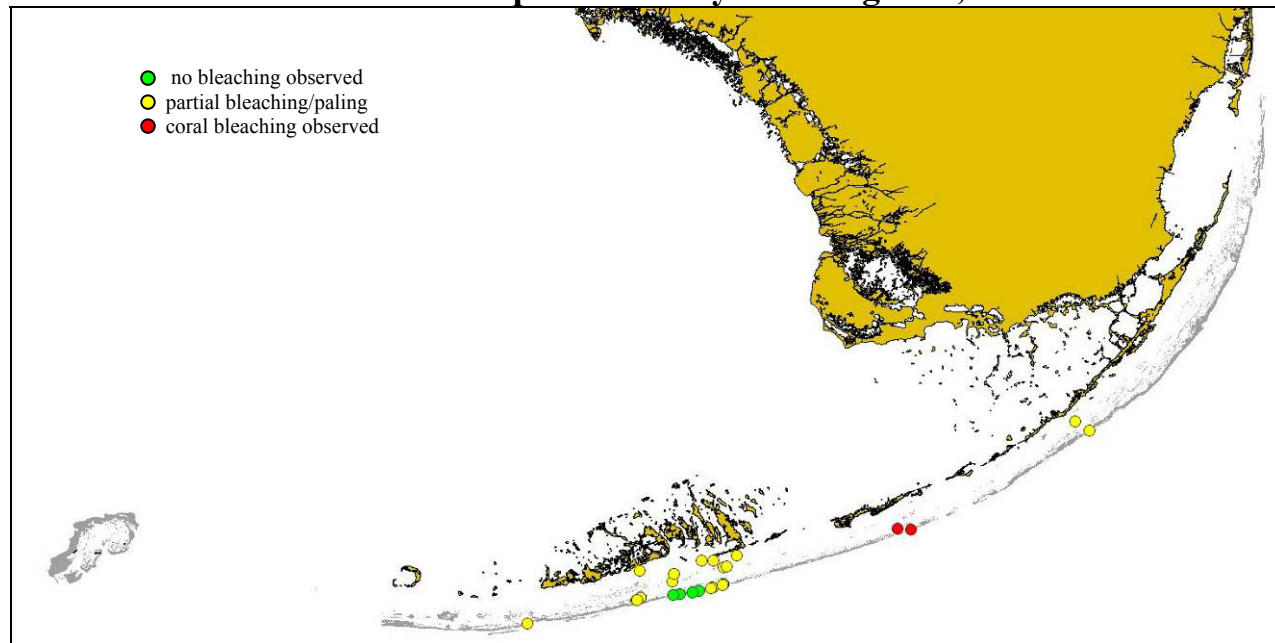 no bleaching observed
partial bleaching/paling
coral bleaching observed